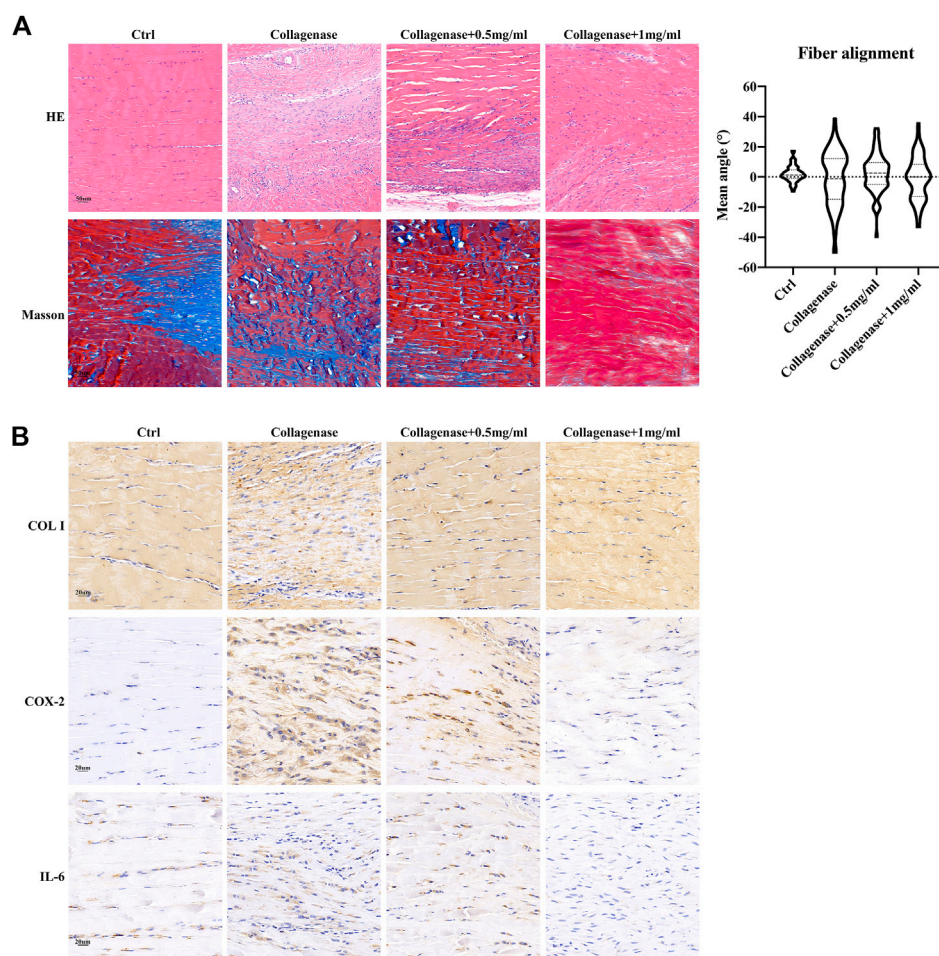 A
Ctrl
Collagenase
Collagenase+0.5mg/ml
Collagenase+1mg/ml
HE
50um
Masson
Fiber alignment
Mean angle (°)
60
40
20
0
-20
-40
-60
Ctrl
Collagenase
Collagenase+0.5mg/ml
Collagenase+1mg/ml
B
Ctrl
Collagenase
Collagenase+0.5mg/ml
Collagenase+1mg/ml
COL I
20um
COX-2
20um
IL-6
20um